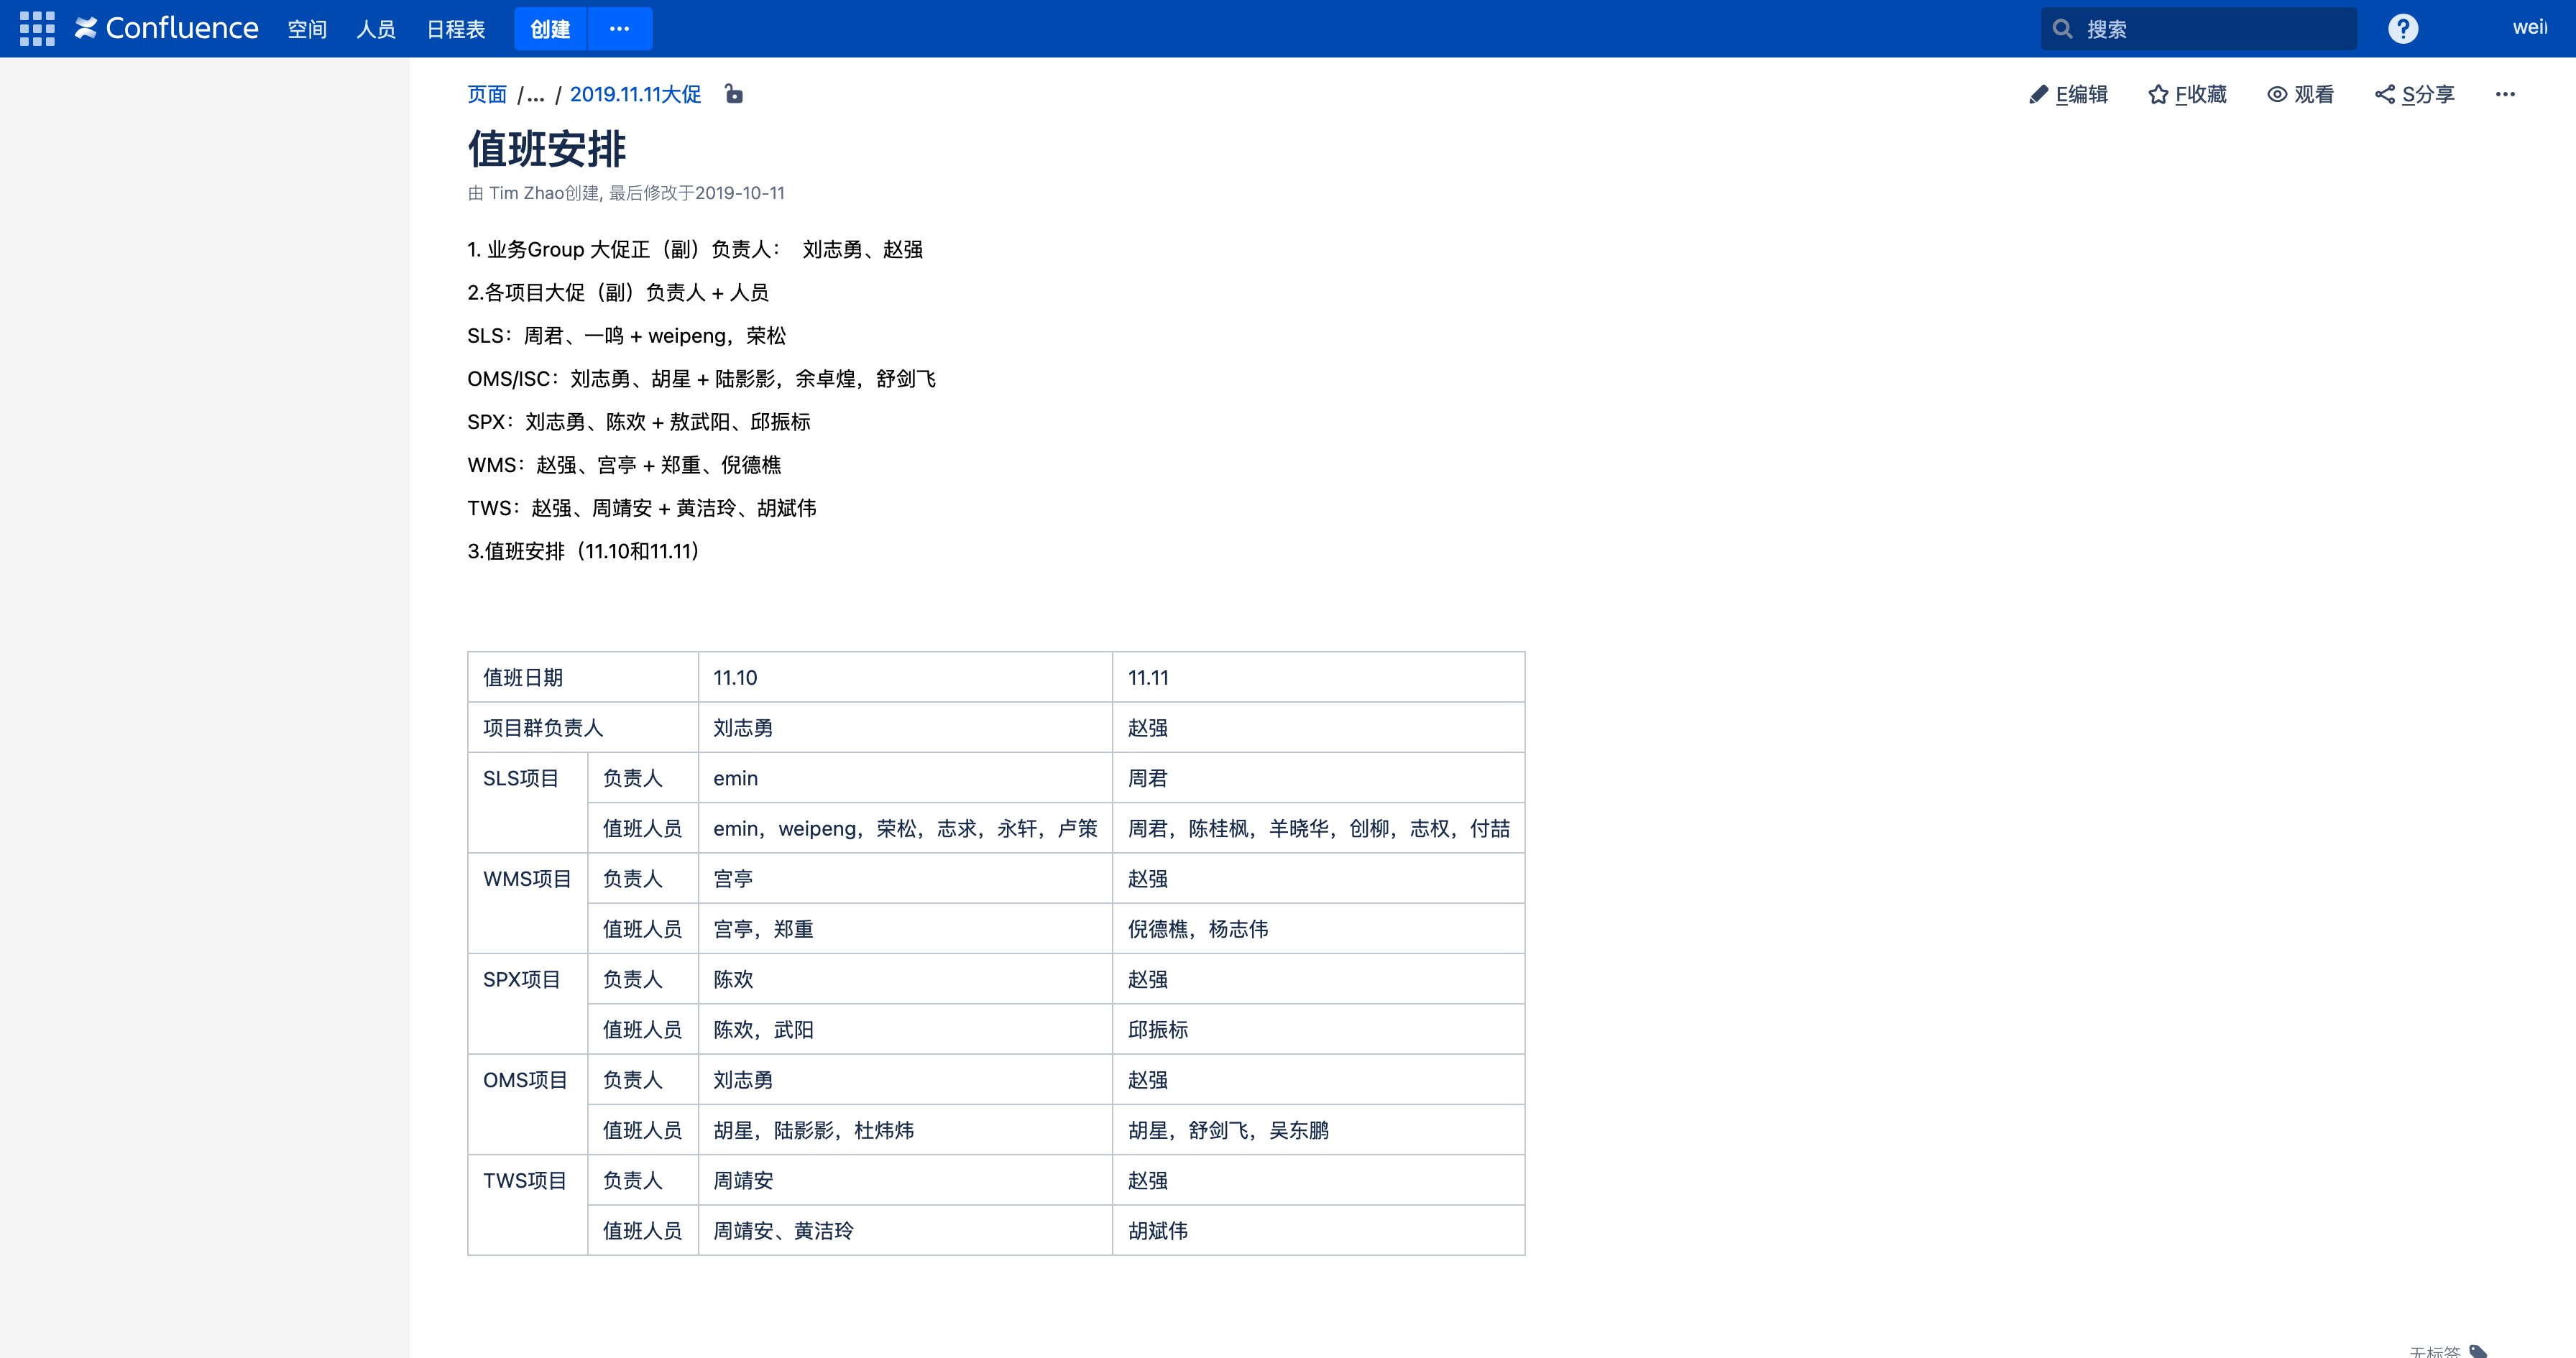 Confluence 空间 人员 日程表 创建 ··· 搜索 weil
页面 /... / 2019.11.11大促 E编辑 F收藏 观看 S分享 ···
值班安排
由 Tim Zhao创建, 最后修改于2019-10-11
1. 业务Group 大促正（副）负责人： 刘志勇、赵强
2.各项目大促（副）负责人 + 人员
SLS：周君、一鸣 + weipeng，荣松
OMS/ISC：刘志勇、胡星 + 陆影影，余卓煌，舒剑飞
SPX：刘志勇、陈欢 + 敖武阳、邱振标
WMS：赵强、宫亭 + 郑重、倪德樵
TWS：赵强、周靖安 + 黄洁玲、胡斌伟
3.值班安排（11.10和11.11）
值班日期 11.10 11.11
项目群负责人 刘志勇 赵强
SLS项目 负责人 emin 周君
值班人员 emin，weipeng，荣松，志求，永轩，卢策 周君，陈桂枫，羊晓华，创柳，志权，付喆
WMS项目 负责人 宫亭 赵强
值班人员 宫亭，郑重 倪德樵，杨志伟
SPX项目 负责人 陈欢 赵强
值班人员 陈欢，武阳 邱振标
OMS项目 负责人 刘志勇 赵强
值班人员 胡星，陆影影，杜炜炜 胡星，舒剑飞，吴东鹏
TWS项目 负责人 周靖安 赵强
值班人员 周靖安、黄洁玲 胡斌伟
无标签